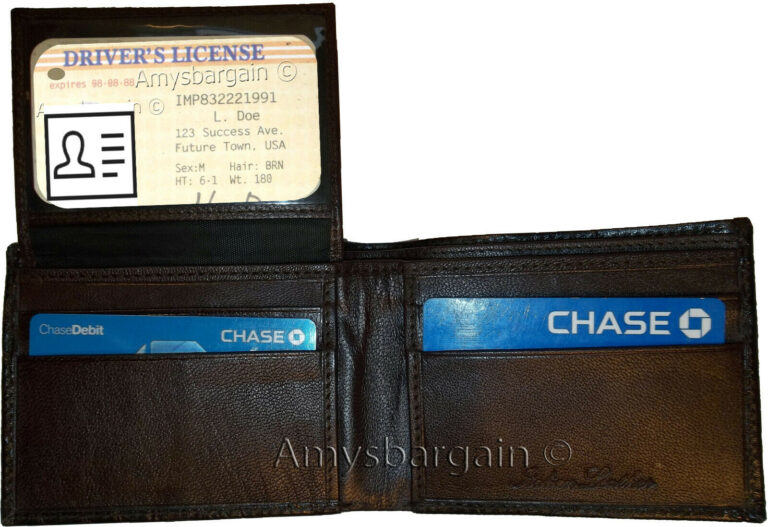 DRIVER'S LICENSE
expires 08-08-88
Amysbargain ©
IMP832221991
L. Doe
123 Success Ave.
Future Town, USA
Sex:M Hair: BRN
HT: 6-1 Wt. 180
ChaseDebit
CHASE
CHASE
Amysbargain ©